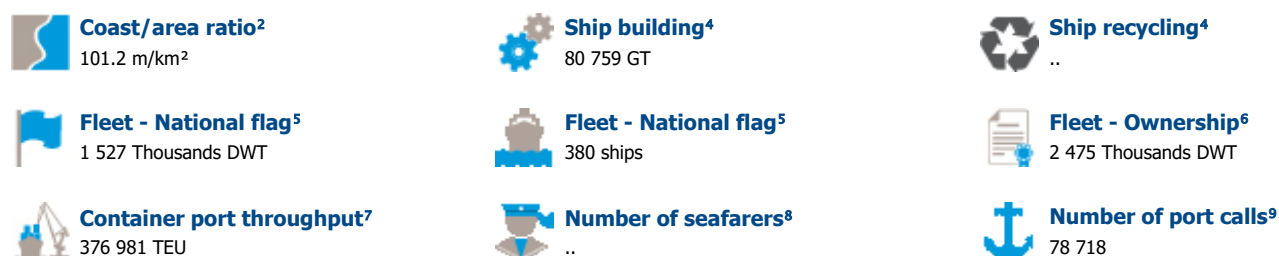 Coast/area ratio²
101.2 m/km²
Ship building⁴
80 759 GT
Ship recycling⁴
..
Fleet - National flag⁵
1 527 Thousands DWT
Fleet - National flag⁵
380 ships
Fleet - Ownership⁶
2 475 Thousands DWT
Container port throughput⁷
376 981 TEU
Number of seafarers⁸
..
Number of port calls⁹
78 718